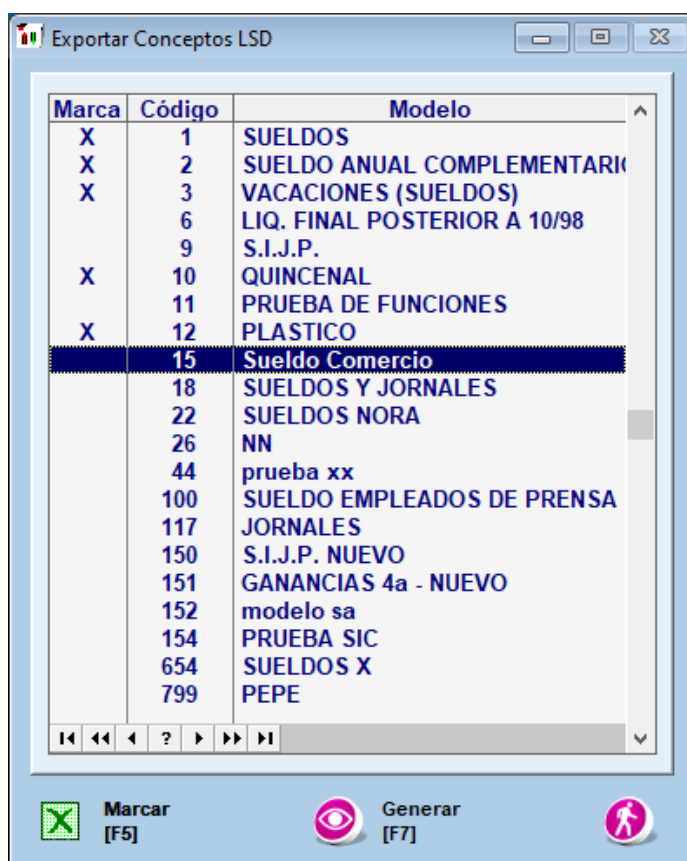 Exportar Conceptos LSD
Marca Código Modelo
X 1 SUELDOS
X 2 SUELDO ANUAL COMPLEMENTARI
X 3 VACACIONES (SUELDOS)
6 LIQ. FINAL POSTERIOR A 10/98
9 S.I.J.P.
X 10 QUINCENAL
11 PRUEBA DE FUNCIONES
X 12 PLASTICO
15 Sueldo Comercio
18 SUELDOS Y JORNALES
22 SUELDOS NORA
26 NN
44 prueba xx
100 SUELDO EMPLEADOS DE PRENSA
117 JORNALES
150 S.I.J.P. NUEVO
151 GANANCIAS 4a - NUEVO
152 modelo sa
154 PRUEBA SIC
654 SUELDOS X
799 PEPE
?
Marcar Generar
[F5] [F7]